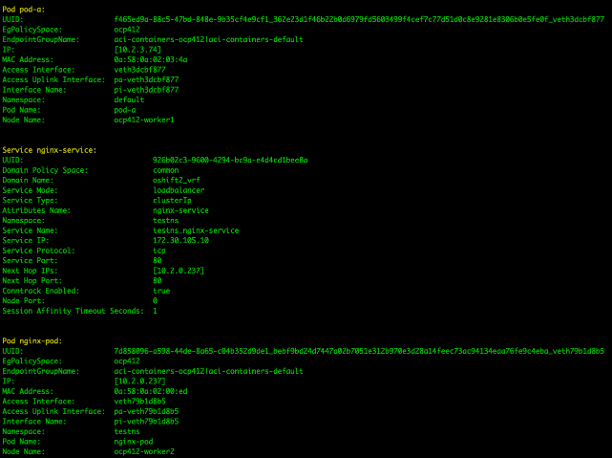 Pod pod-a:
UUID: f465ed9a-88c5-47bd-848e-9b35cf4e9cf1_362e23d1f46b22b0d6979fd5603499f4cef7c77d51d0c8e9281e8306b0e5fe0f_veth3dcbf877
EgPolicySpace: ocp412
EndpointGroupName: aci-containers-ocp412|aci-containers-default
IP: [10.2.3.74]
MAC Address: 0a:58:0a:02:03:4a
Access Interface: veth3dcbf877
Access Uplink Interface: pa-veth3dcbf877
Interface Name: pi-veth3dcbf877
Namespace: default
Pod Name: pod-a
Node Name: ocp412-worker1
Service nginx-service:
UUID: 926b02c3-9600-4294-bc9a-e4d4cd1bee8a
Domain Policy Space: common
Domain Name: oshift2_vrf
Service Mode: loadbalancer
Service Type: clusterIp
Attributes Name: nginx-service
Namespace: testns
Service Name: testns_nginx-service
Service IP: 172.30.105.10
Service Protocol: tcp
Service Port: 80
Next Hop IPs: [10.2.0.237]
Next Hop Port: 80
Conntrack Enabled: true
Node Port: 0
Session Affinity Timeout Seconds: 1
Pod nginx-pod:
UUID: 7d858096-a598-44de-8a65-c04b352d9de1_bebf9bd24d7447a02b7051e312b970e3d28a14feec73ac94134eaa76fe9c4eba_veth79b1d8b5
EgPolicySpace: ocp412
EndpointGroupName: aci-containers-ocp412|aci-containers-default
IP: [10.2.0.237]
MAC Address: 0a:58:0a:02:00:ed
Access Interface: veth79b1d8b5
Access Uplink Interface: pa-veth79b1d8b5
Interface Name: pi-veth79b1d8b5
Namespace: testns
Pod Name: nginx-pod
Node Name: ocp412-worker2